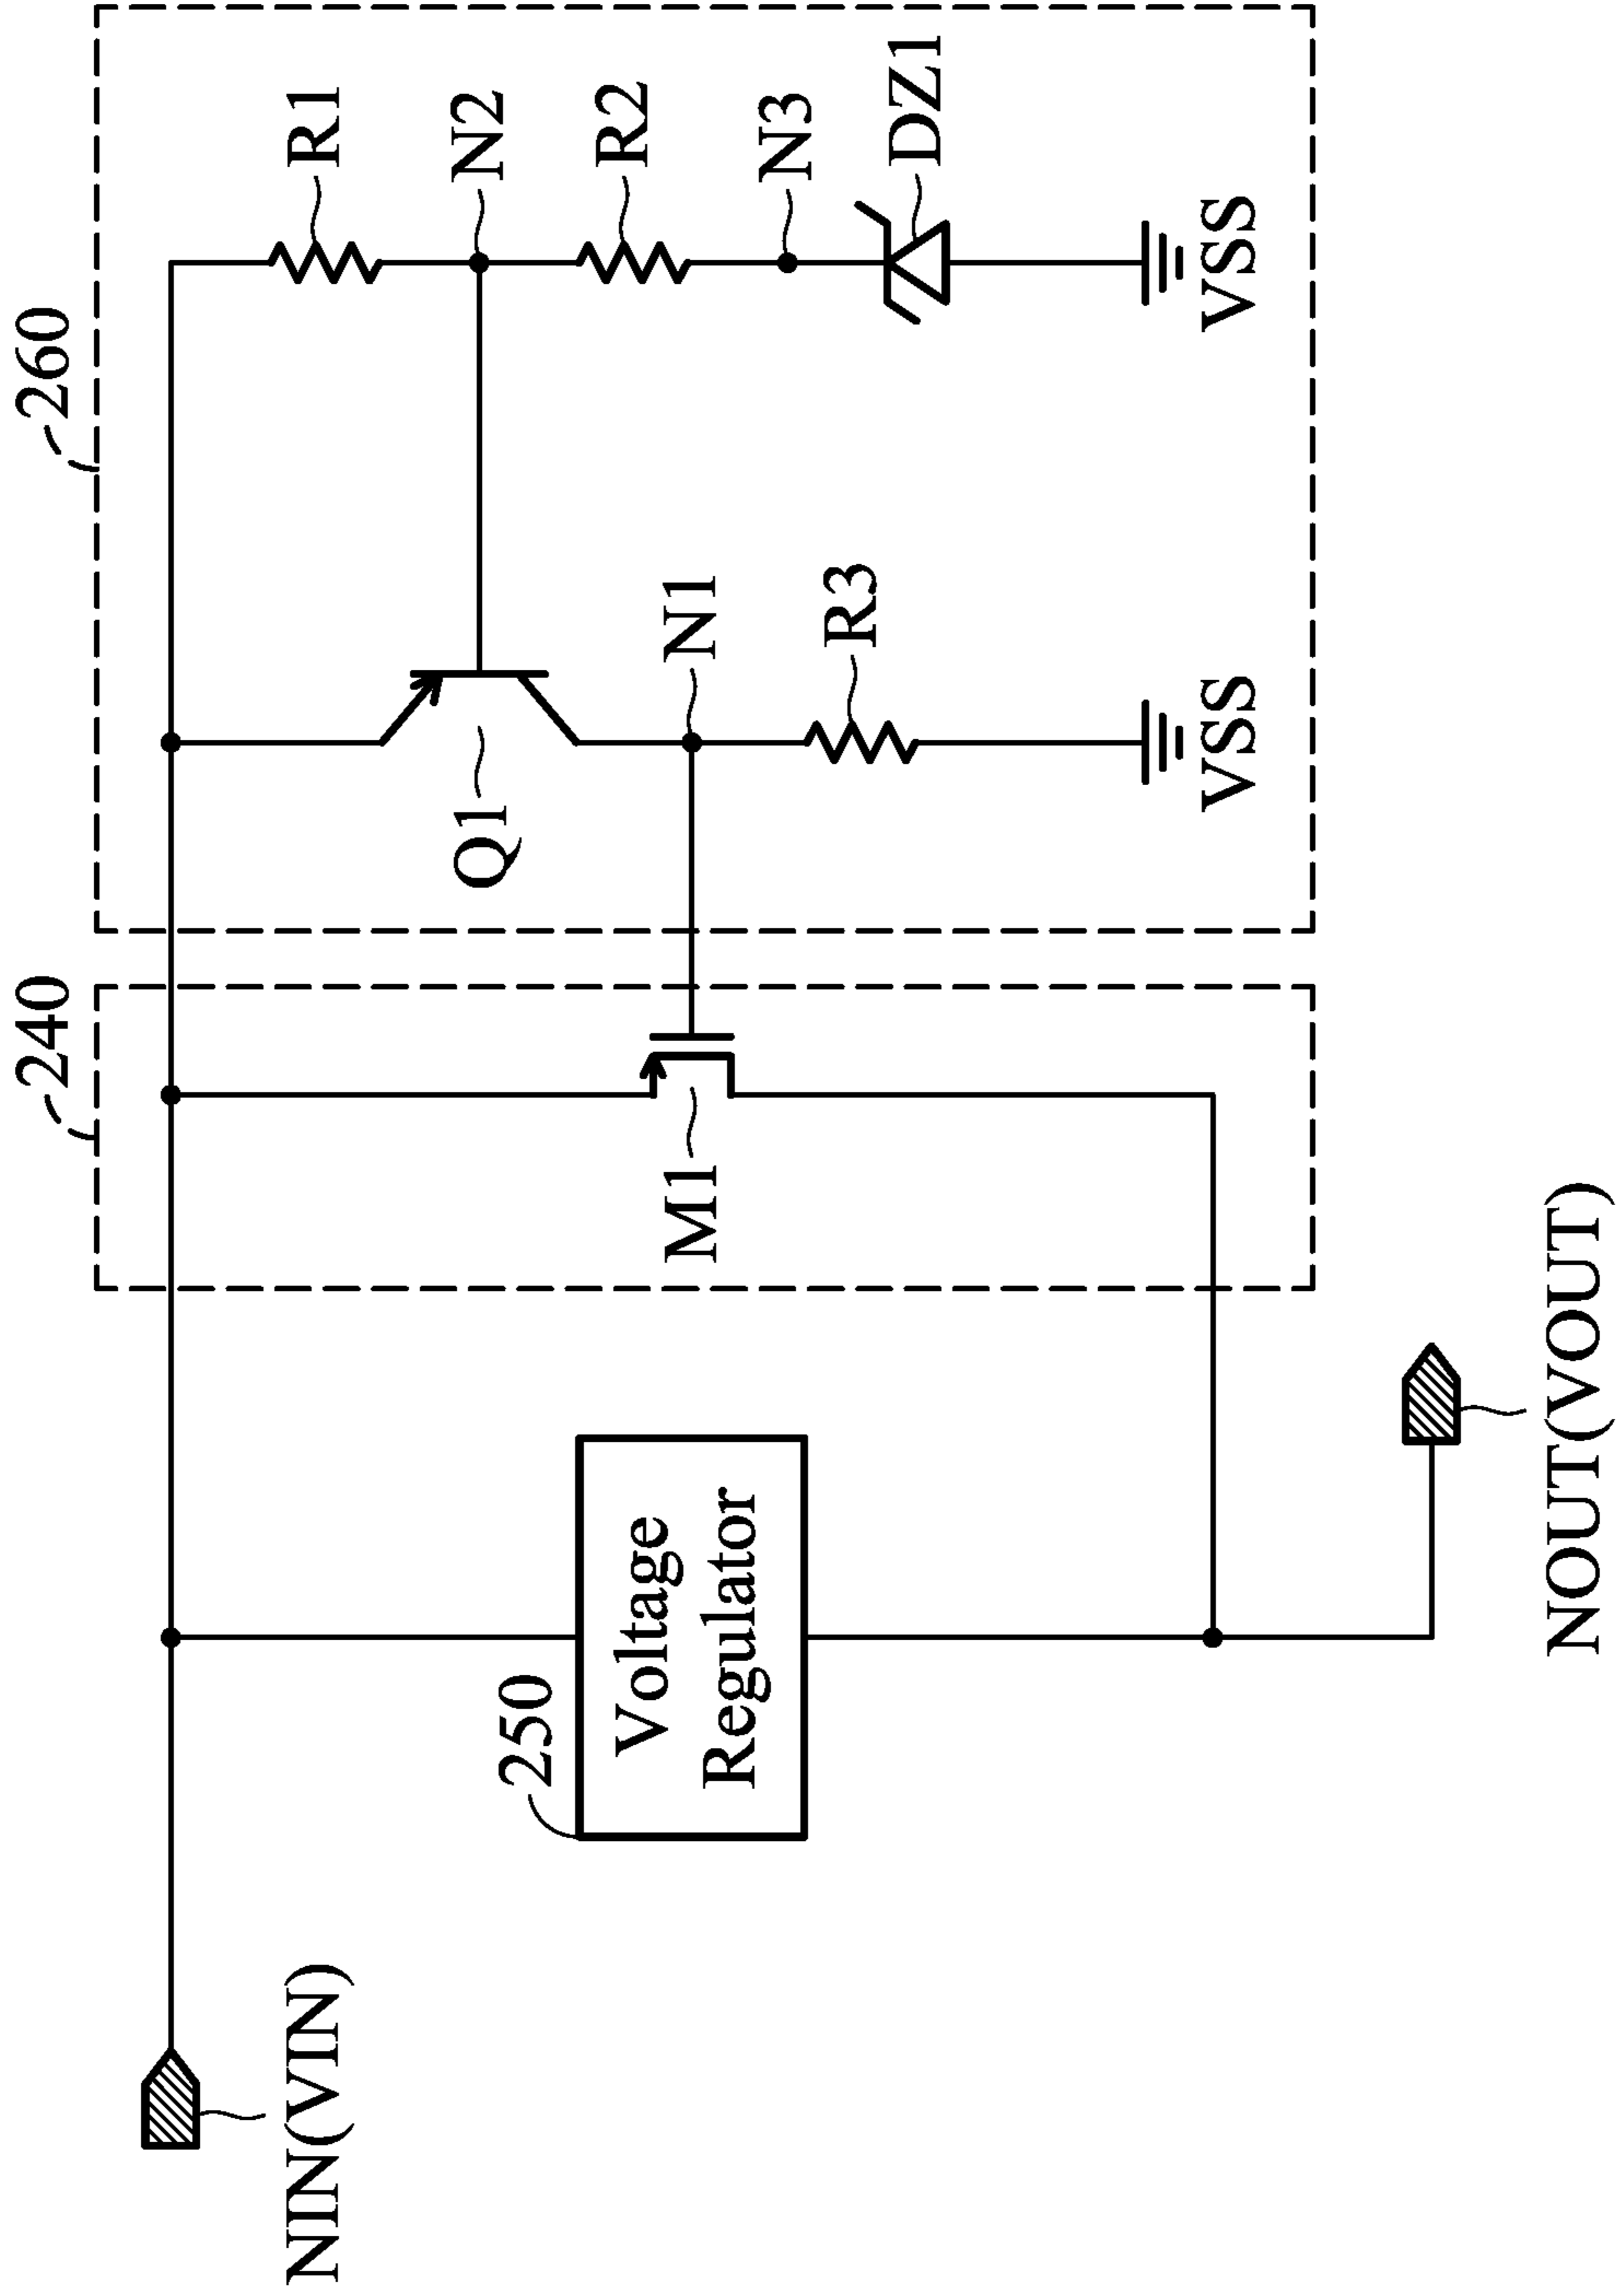 260
R1
N2
R2
N3
DZ1
VSS
Q1
N1
R3
VSS
240
M1
250
Voltage
Regulator
NIN(VIN)
NOUT(VOUT)